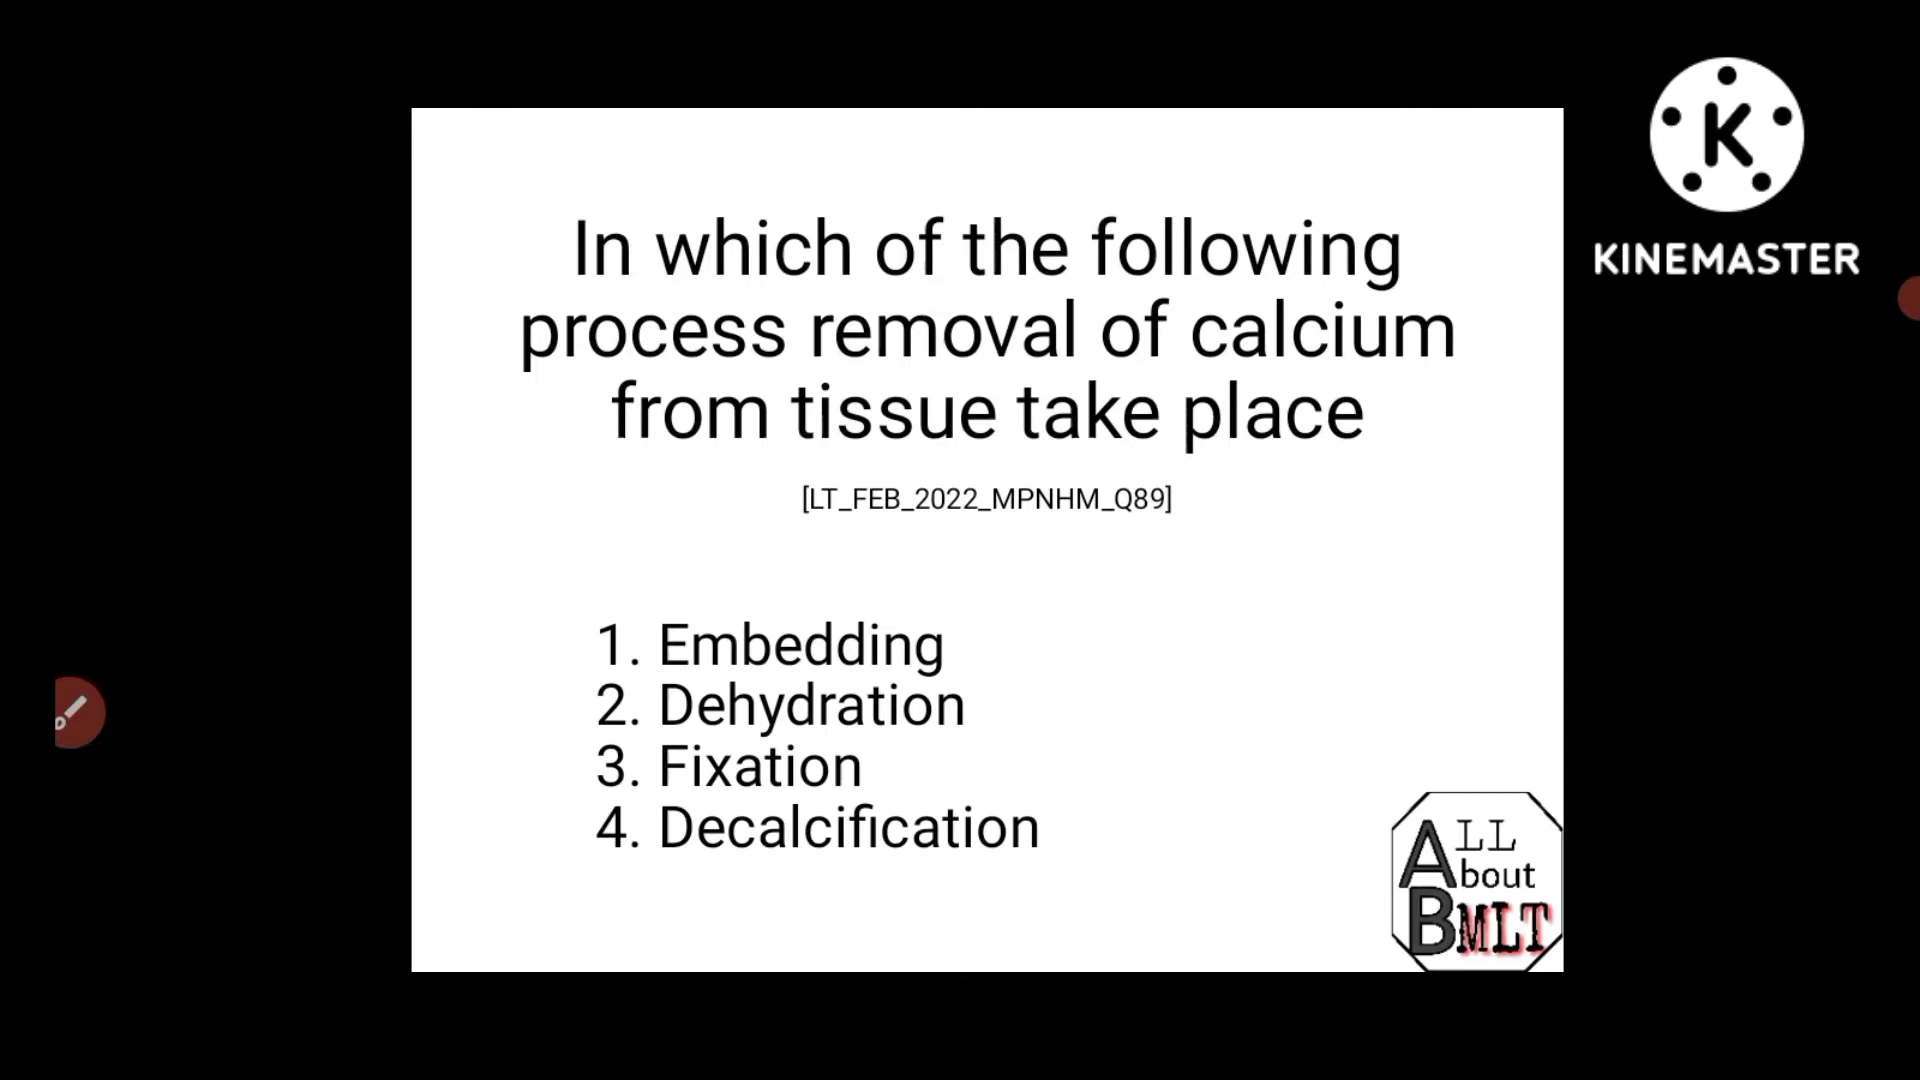 K
KINEMASTER
In which of the following
process removal of calcium
from tissue take place
[LT_FEB_2022_MPNHM_Q89]
1. Embedding
2. Dehydration
3. Fixation
4. Decalcification
ALL
About
BMLT